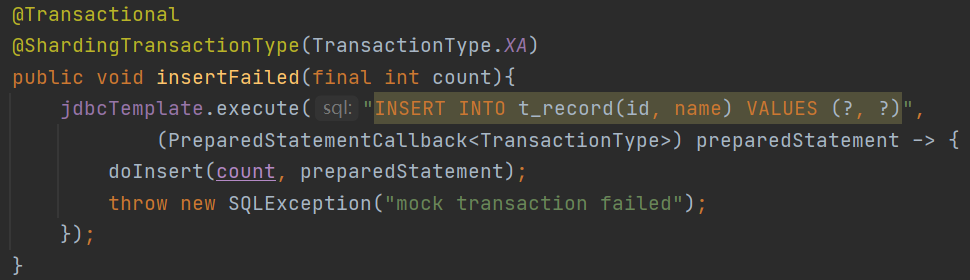 @Transactional
@ShardingTransactionType(TransactionType.XA)
public void insertFailed(final int count){
    jdbcTemplate.execute( sql: "INSERT INTO t_record(id, name) VALUES (?, ?)",
            (PreparedStatementCallback<TransactionType>) preparedStatement -> {
        doInsert(count, preparedStatement);
        throw new SQLException("mock transaction failed");
    });
}